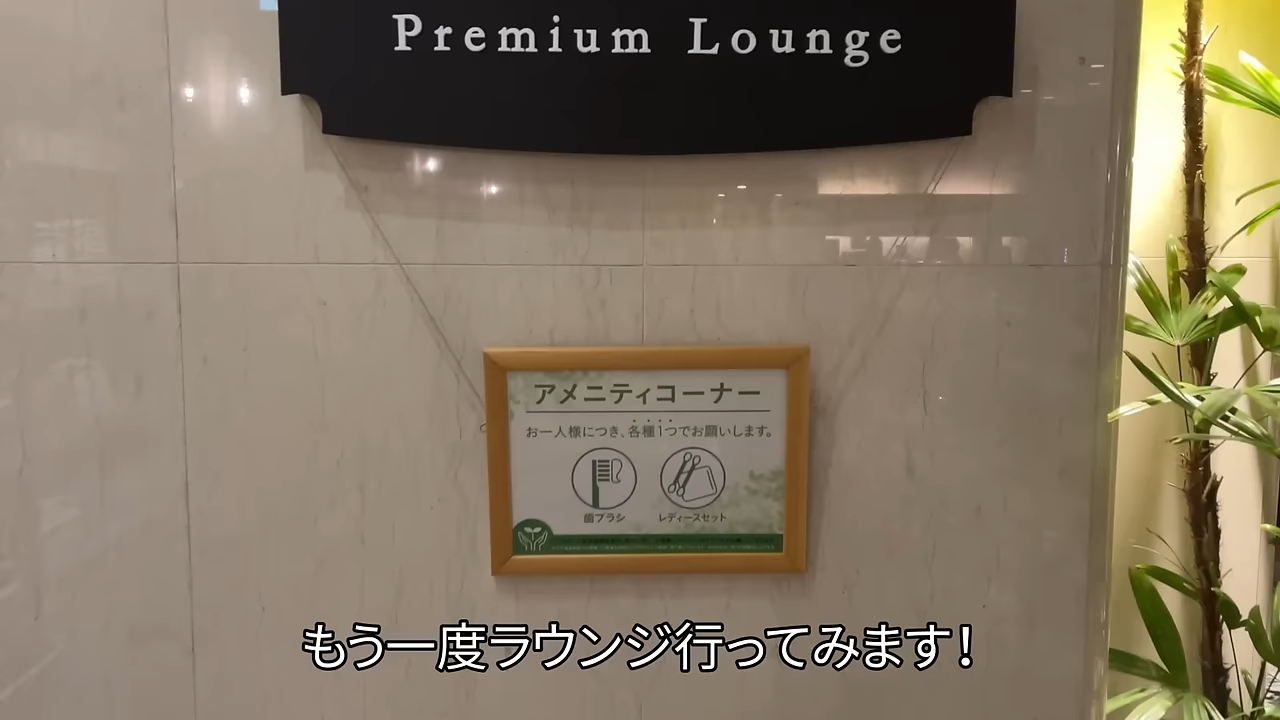 Premium Lounge
アメニティコーナー
お一人様につき、各種1つでお願いします。
歯ブラシ
レディースセット
もう一度ラウンジ行ってみます!